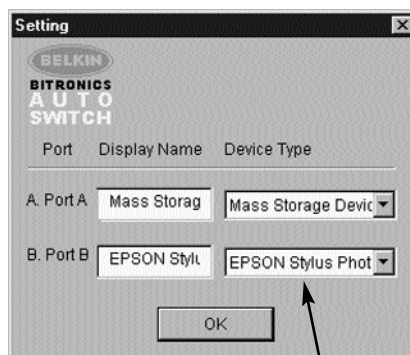 Setting
BELKIN
BITRONICS
AUTO
SWITCH
Port Display Name Device Type
A. Port A Mass Storag Mass Storage Devic
B. Port B EPSON Stylu EPSON Stylus Phot
OK